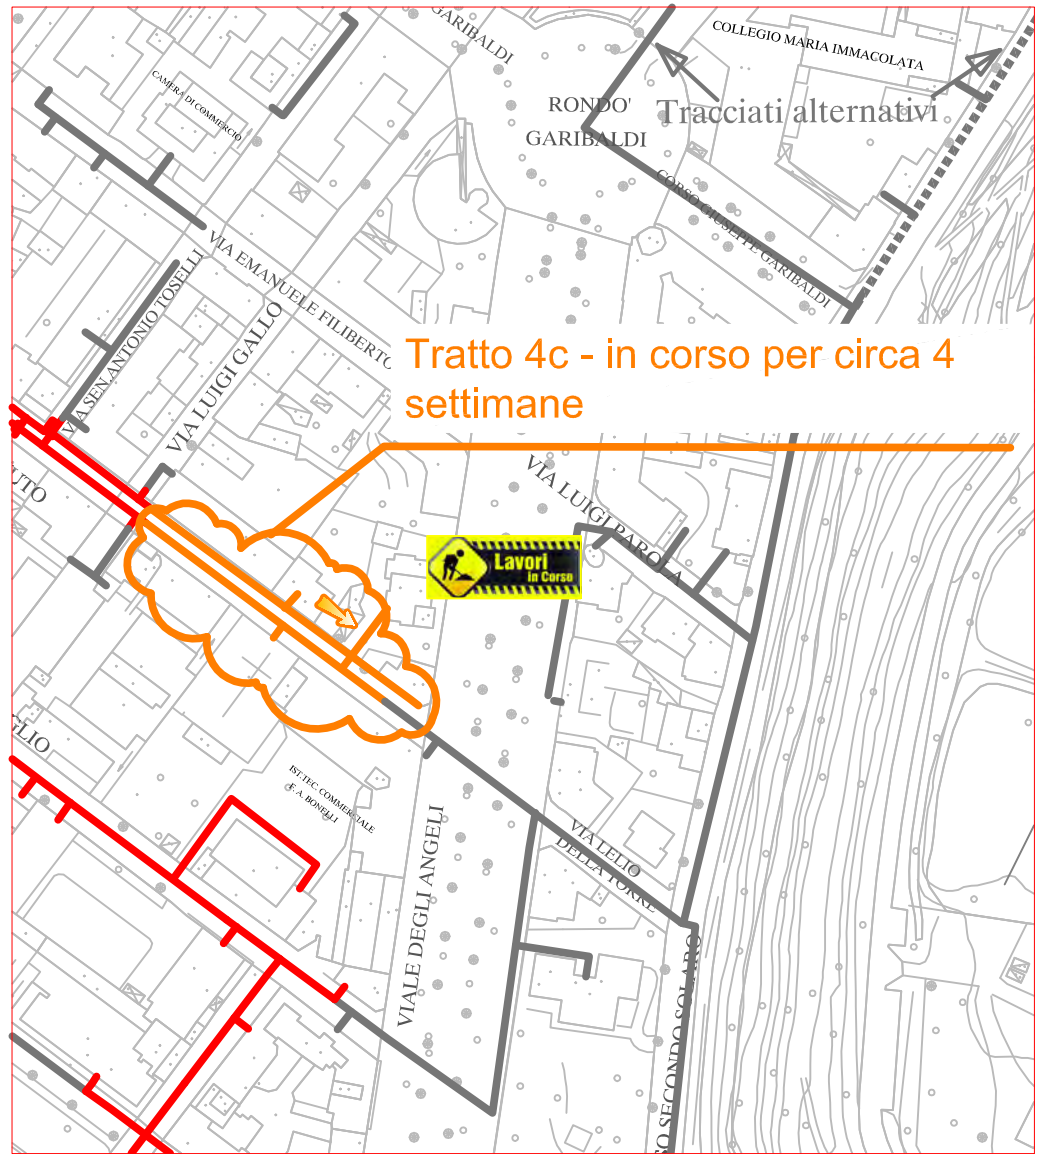 GARIBALDI
COLLEGIO MARIA IMMACOLATA
CAMERA DI COMMERCIO
RONDO'
GARIBALDI
Tracciati alternativi
CORSO GIUSEPPE GARIBALDI
VIA EMANUELE FILIBERTO
VIA SEN.ANTONIO TOSELLI
VIA LUIGI GALLO
Tratto 4c - in corso per circa 4
settimane
UTO
VIA LUIGI PAROLA
Lavori
in Corso
GLIO
IST.TEC. COMMERCIALE
F. A. BONELLI
VIA LELIO
DELLA TORRE
VIALE DEGLI ANGELI
SO SECONDO SOLARO